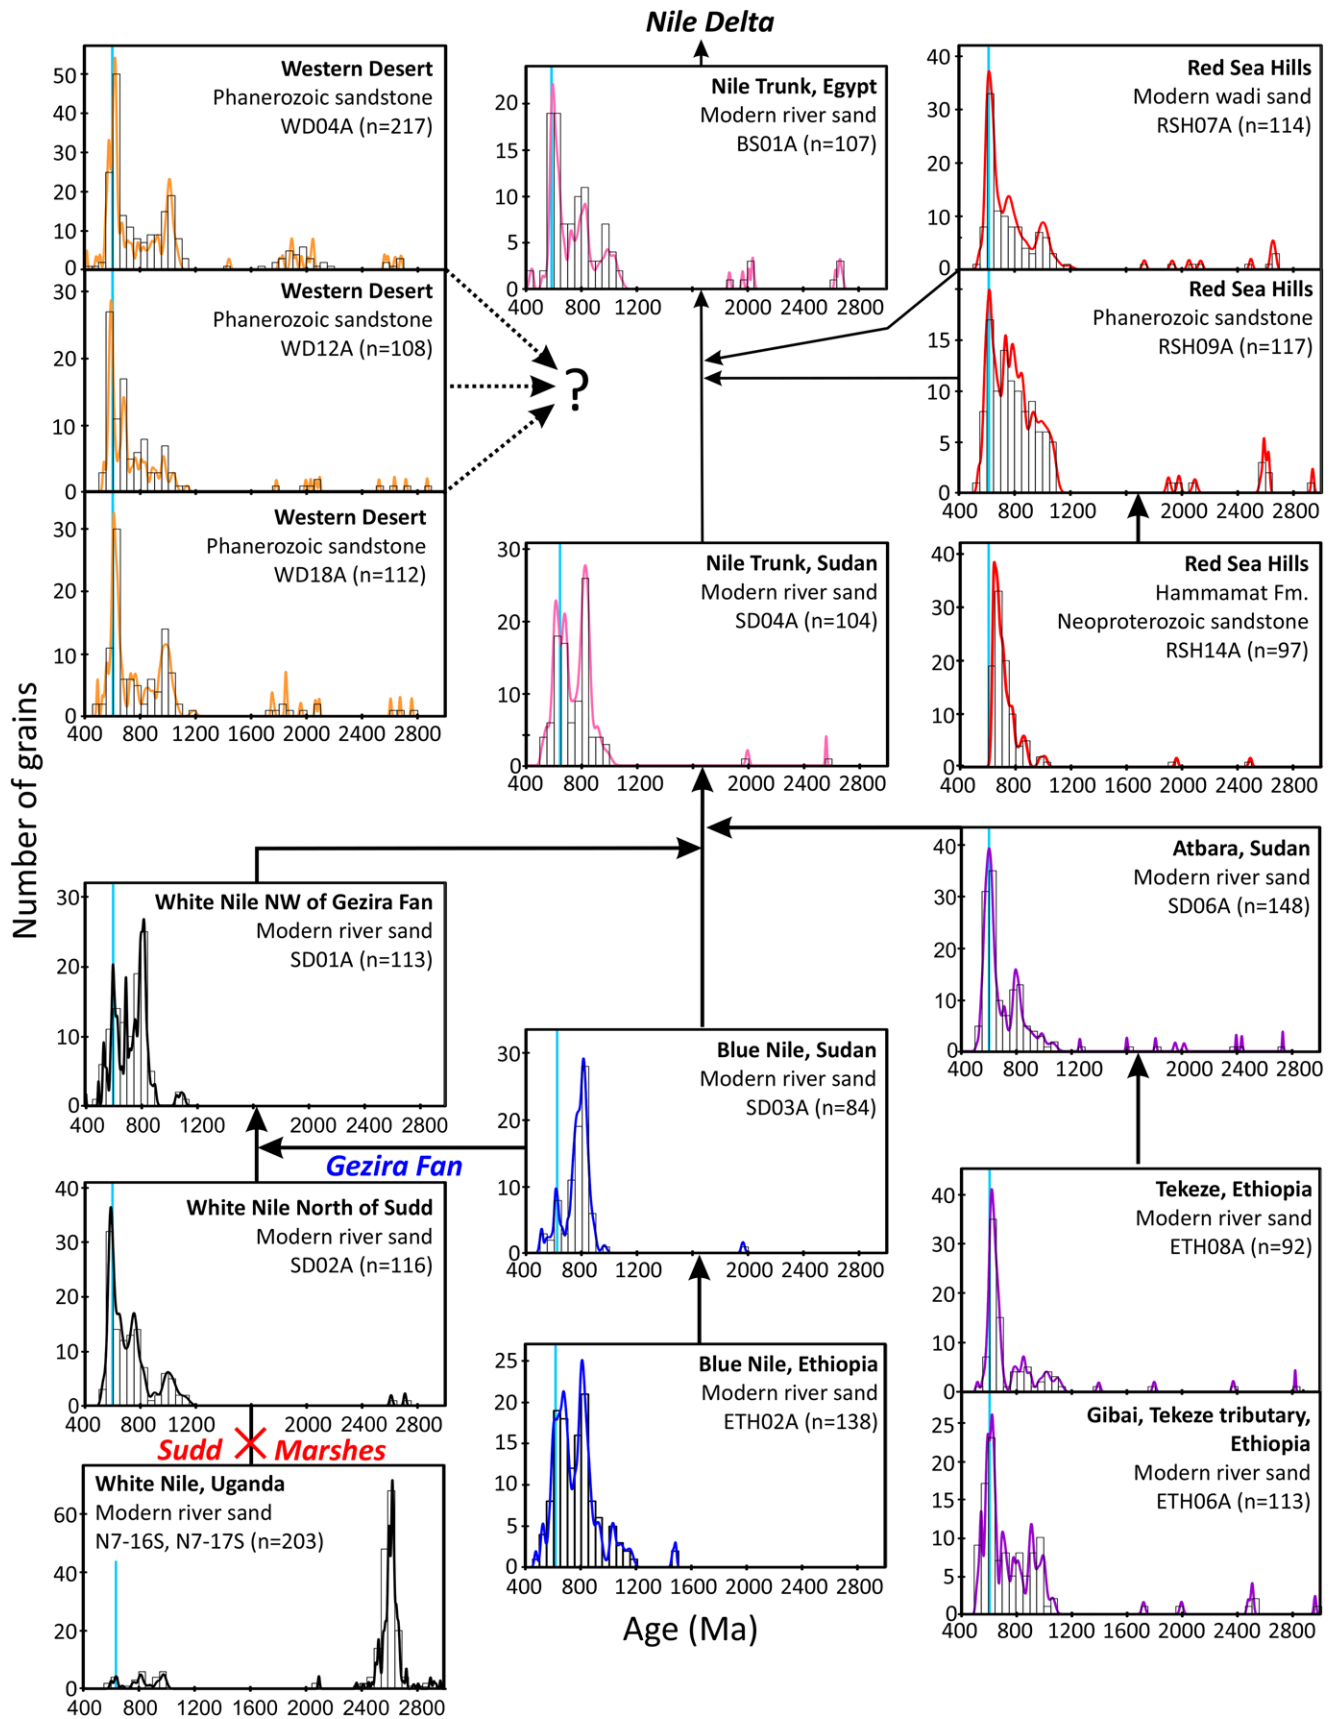 Nile Delta
Western Desert
Phanerozoic sandstone
WD04A (n=217)
50
40
30
20
10
0
Western Desert
Phanerozoic sandstone
WD12A (n=108)
30
20
10
0
Western Desert
Phanerozoic sandstone
WD18A (n=112)
30
20
10
0
400 800 1200 1600 2000 2400 2800
?
Nile Trunk, Egypt
Modern river sand
BS01A (n=107)
20
15
10
5
0
400 800 1200 2000 2400 2800
Red Sea Hills
Modern wadi sand
RSH07A (n=114)
40
30
20
10
0
Red Sea Hills
Phanerozoic sandstone
RSH09A (n=117)
15
10
5
0
400 800 1200 2000 2400 2800
Nile Trunk, Sudan
Modern river sand
SD04A (n=104)
30
20
10
0
400 800 1200 1600 2000 2400 2800
Red Sea Hills
Hammamat Fm.
Neoproterozoic sandstone
RSH14A (n=97)
40
30
20
10
0
400 800 1200 1600 2000 2400 2800
Number of grains
White Nile NW of Gezira Fan
Modern river sand
SD01A (n=113)
30
20
10
0
400 800 1200 2000 2400 2800
Atbara, Sudan
Modern river sand
SD06A (n=148)
40
30
20
10
0
400 800 1200 2000 2400 2800
Blue Nile, Sudan
Modern river sand
SD03A (n=84)
30
20
10
0
400 800 1200 2000 2400 2800
Gezira Fan
White Nile North of Sudd
Modern river sand
SD02A (n=116)
40
30
20
10
0
400 800 1200 2000 2400 2800
Sudd Marshes
Tekeze, Ethiopia
Modern river sand
ETH08A (n=92)
40
30
20
10
0
Gibai, Tekeze tributary,
Ethiopia
Modern river sand
ETH06A (n=113)
25
20
15
10
5
0
400 800 1200 1600 2000 2400 2800
Blue Nile, Ethiopia
Modern river sand
ETH02A (n=138)
25
20
15
10
5
0
400 800 1200 1600 2000 2400 2800
Age (Ma)
White Nile, Uganda
Modern river sand
N7-16S, N7-17S (n=203)
60
40
20
0
400 800 1200 1600 2000 2400 2800